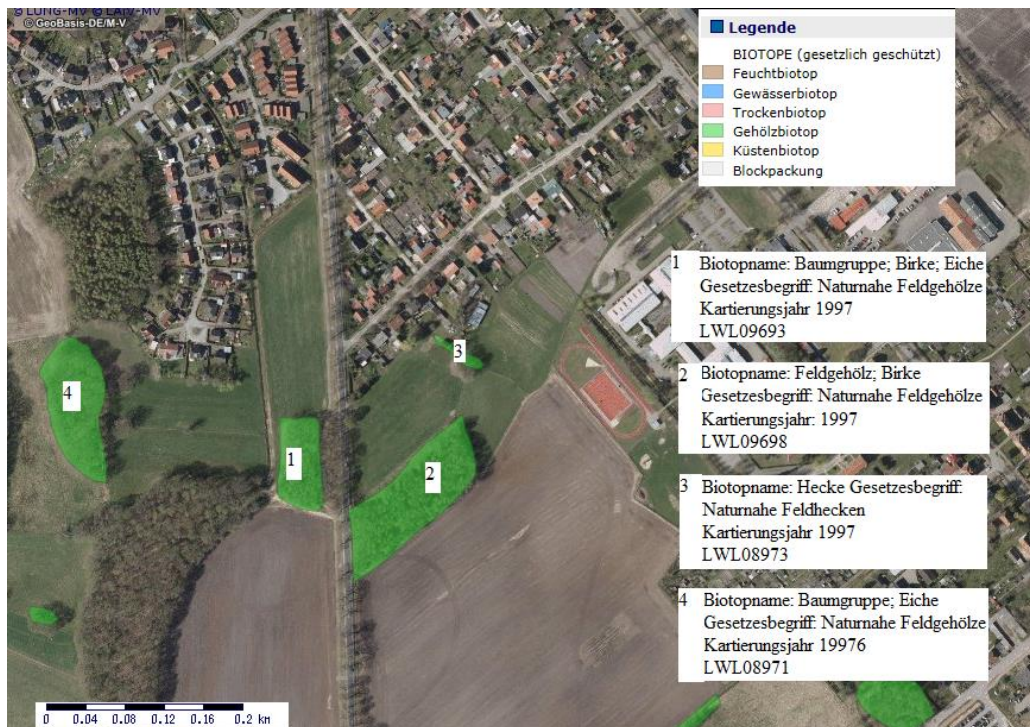 © LUNG-MV © LAIV-MV
© GeoBasis-DE/M-V
Legende
BIOTOPE (gesetzlich geschützt)
Feuchtbiotop
Gewässerbiotop
Trockenbiotop
Gehölzbiotop
Küstenbiotop
Blockpackung
1 Biotopname: Baumgruppe; Birke; Eiche
Gesetzesbegriff: Naturnahe Feldgehölze
Kartierungsjahr 1997
LWL09693
2 Biotopname: Feldgehölz; Birke
Gesetzesbegriff: Naturnahe Feldgehölze
Kartierungsjahr: 1997
LWL09698
3 Biotopname: Hecke Gesetzesbegriff:
Naturnahe Feldhecken
Kartierungsjahr 1997
LWL08973
4 Biotopname: Baumgruppe; Eiche
Gesetzesbegriff: Naturnahe Feldgehölze
Kartierungsjahr 19976
LWL08971
3
4
1
2
0 0.04 0.08 0.12 0.16 0.2 km